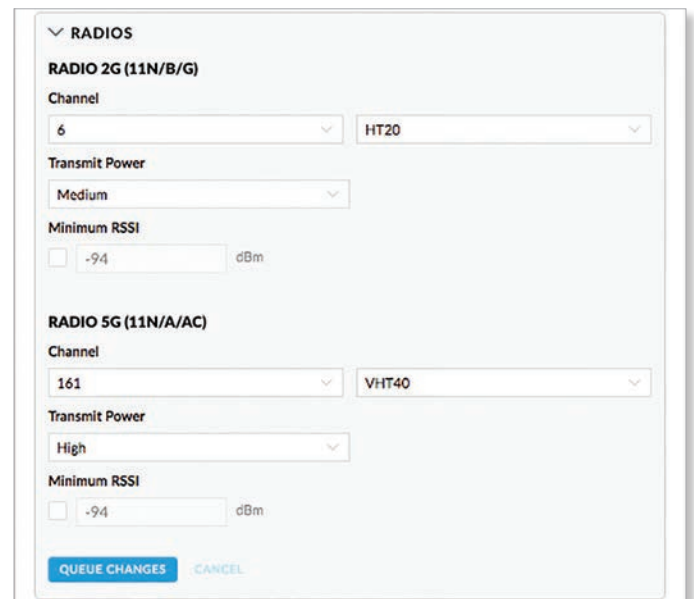 RADIOS
RADIO 2G (11N/B/G)
Channel
6 HT20
Transmit Power
Medium
Minimum RSSI
-94 dBm
RADIO 5G (11N/A/AC)
Channel
161 VHT40
Transmit Power
High
Minimum RSSI
-94 dBm
QUEUE CHANGES CANCEL